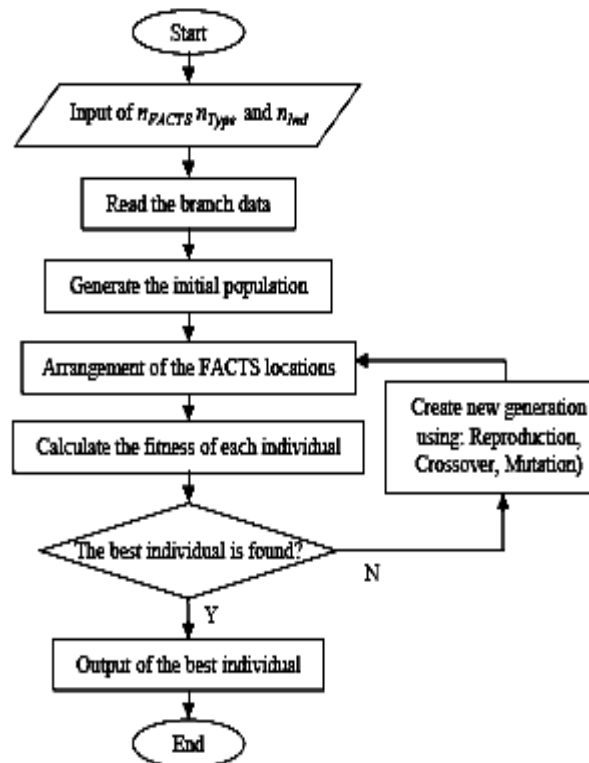 Start
Input of nFACTS nType and nInd
Read the branch data
Generate the initial population
Arrangement of the FACTS locations
Calculate the fitness of each individual
Create new generation
using: Reproduction,
Crossover, Mutation)
The best individual is found?
N
Y
Output of the best individual
End